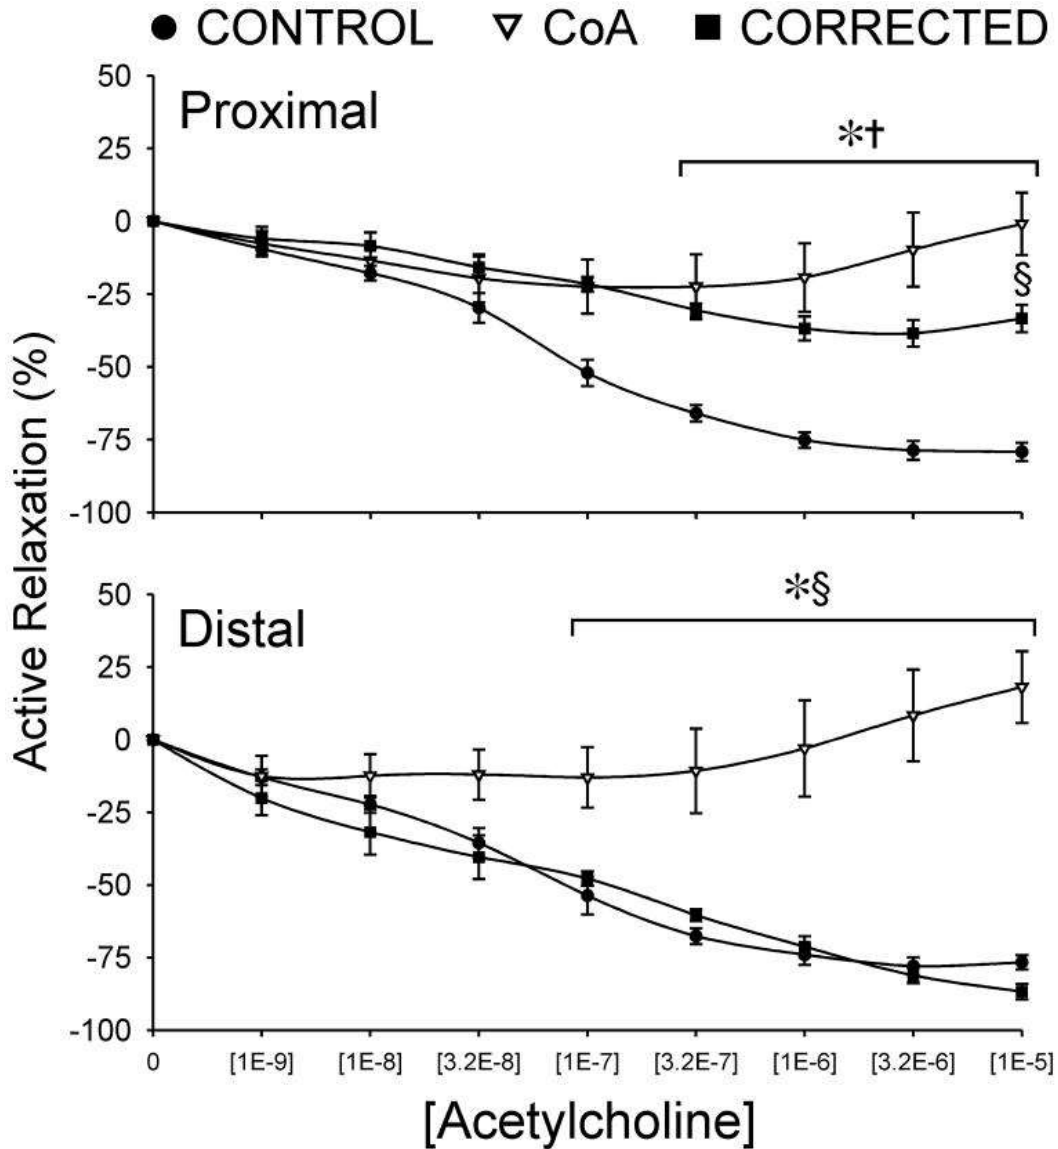 CONTROL CoA CORRECTED
Active Relaxation (%)
50
Proximal
*†
25
0
-25
§
-50
-75
-100
50
*§
Distal
25
0
-25
-50
-75
-100
0 [1E-9] [1E-8] [3.2E-8] [1E-7] [3.2E-7] [1E-6] [3.2E-6] [1E-5]
[Acetylcholine]